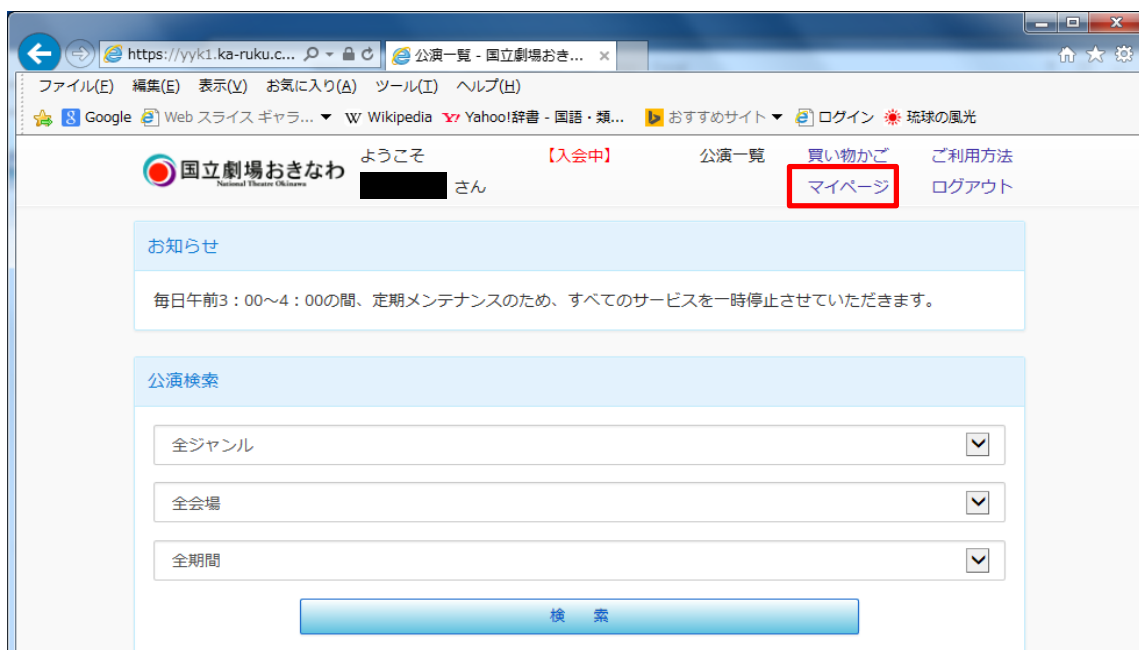 https://yyk1.ka-ruku.c... 公演一覧 - 国立劇場おき...
ファイル(F) 編集(E) 表示(V) お気に入り(A) ツール(T) ヘルプ(H)
Google Web スライス ギャラ... Wikipedia Yahoo!辞書 - 国語・類... おすすめサイト ログイン 琉球の風光
国立劇場おきなわ
National Theatre Okinawa
ようこそ 【入会中】 公演一覧 買い物かご ご利用方法
さん マイページ ログアウト
お知らせ
毎日午前3：00～4：00の間、定期メンテナンスのため、すべてのサービスを一時停止させていただきます。
公演検索
全ジャンル
全会場
全期間
検 索